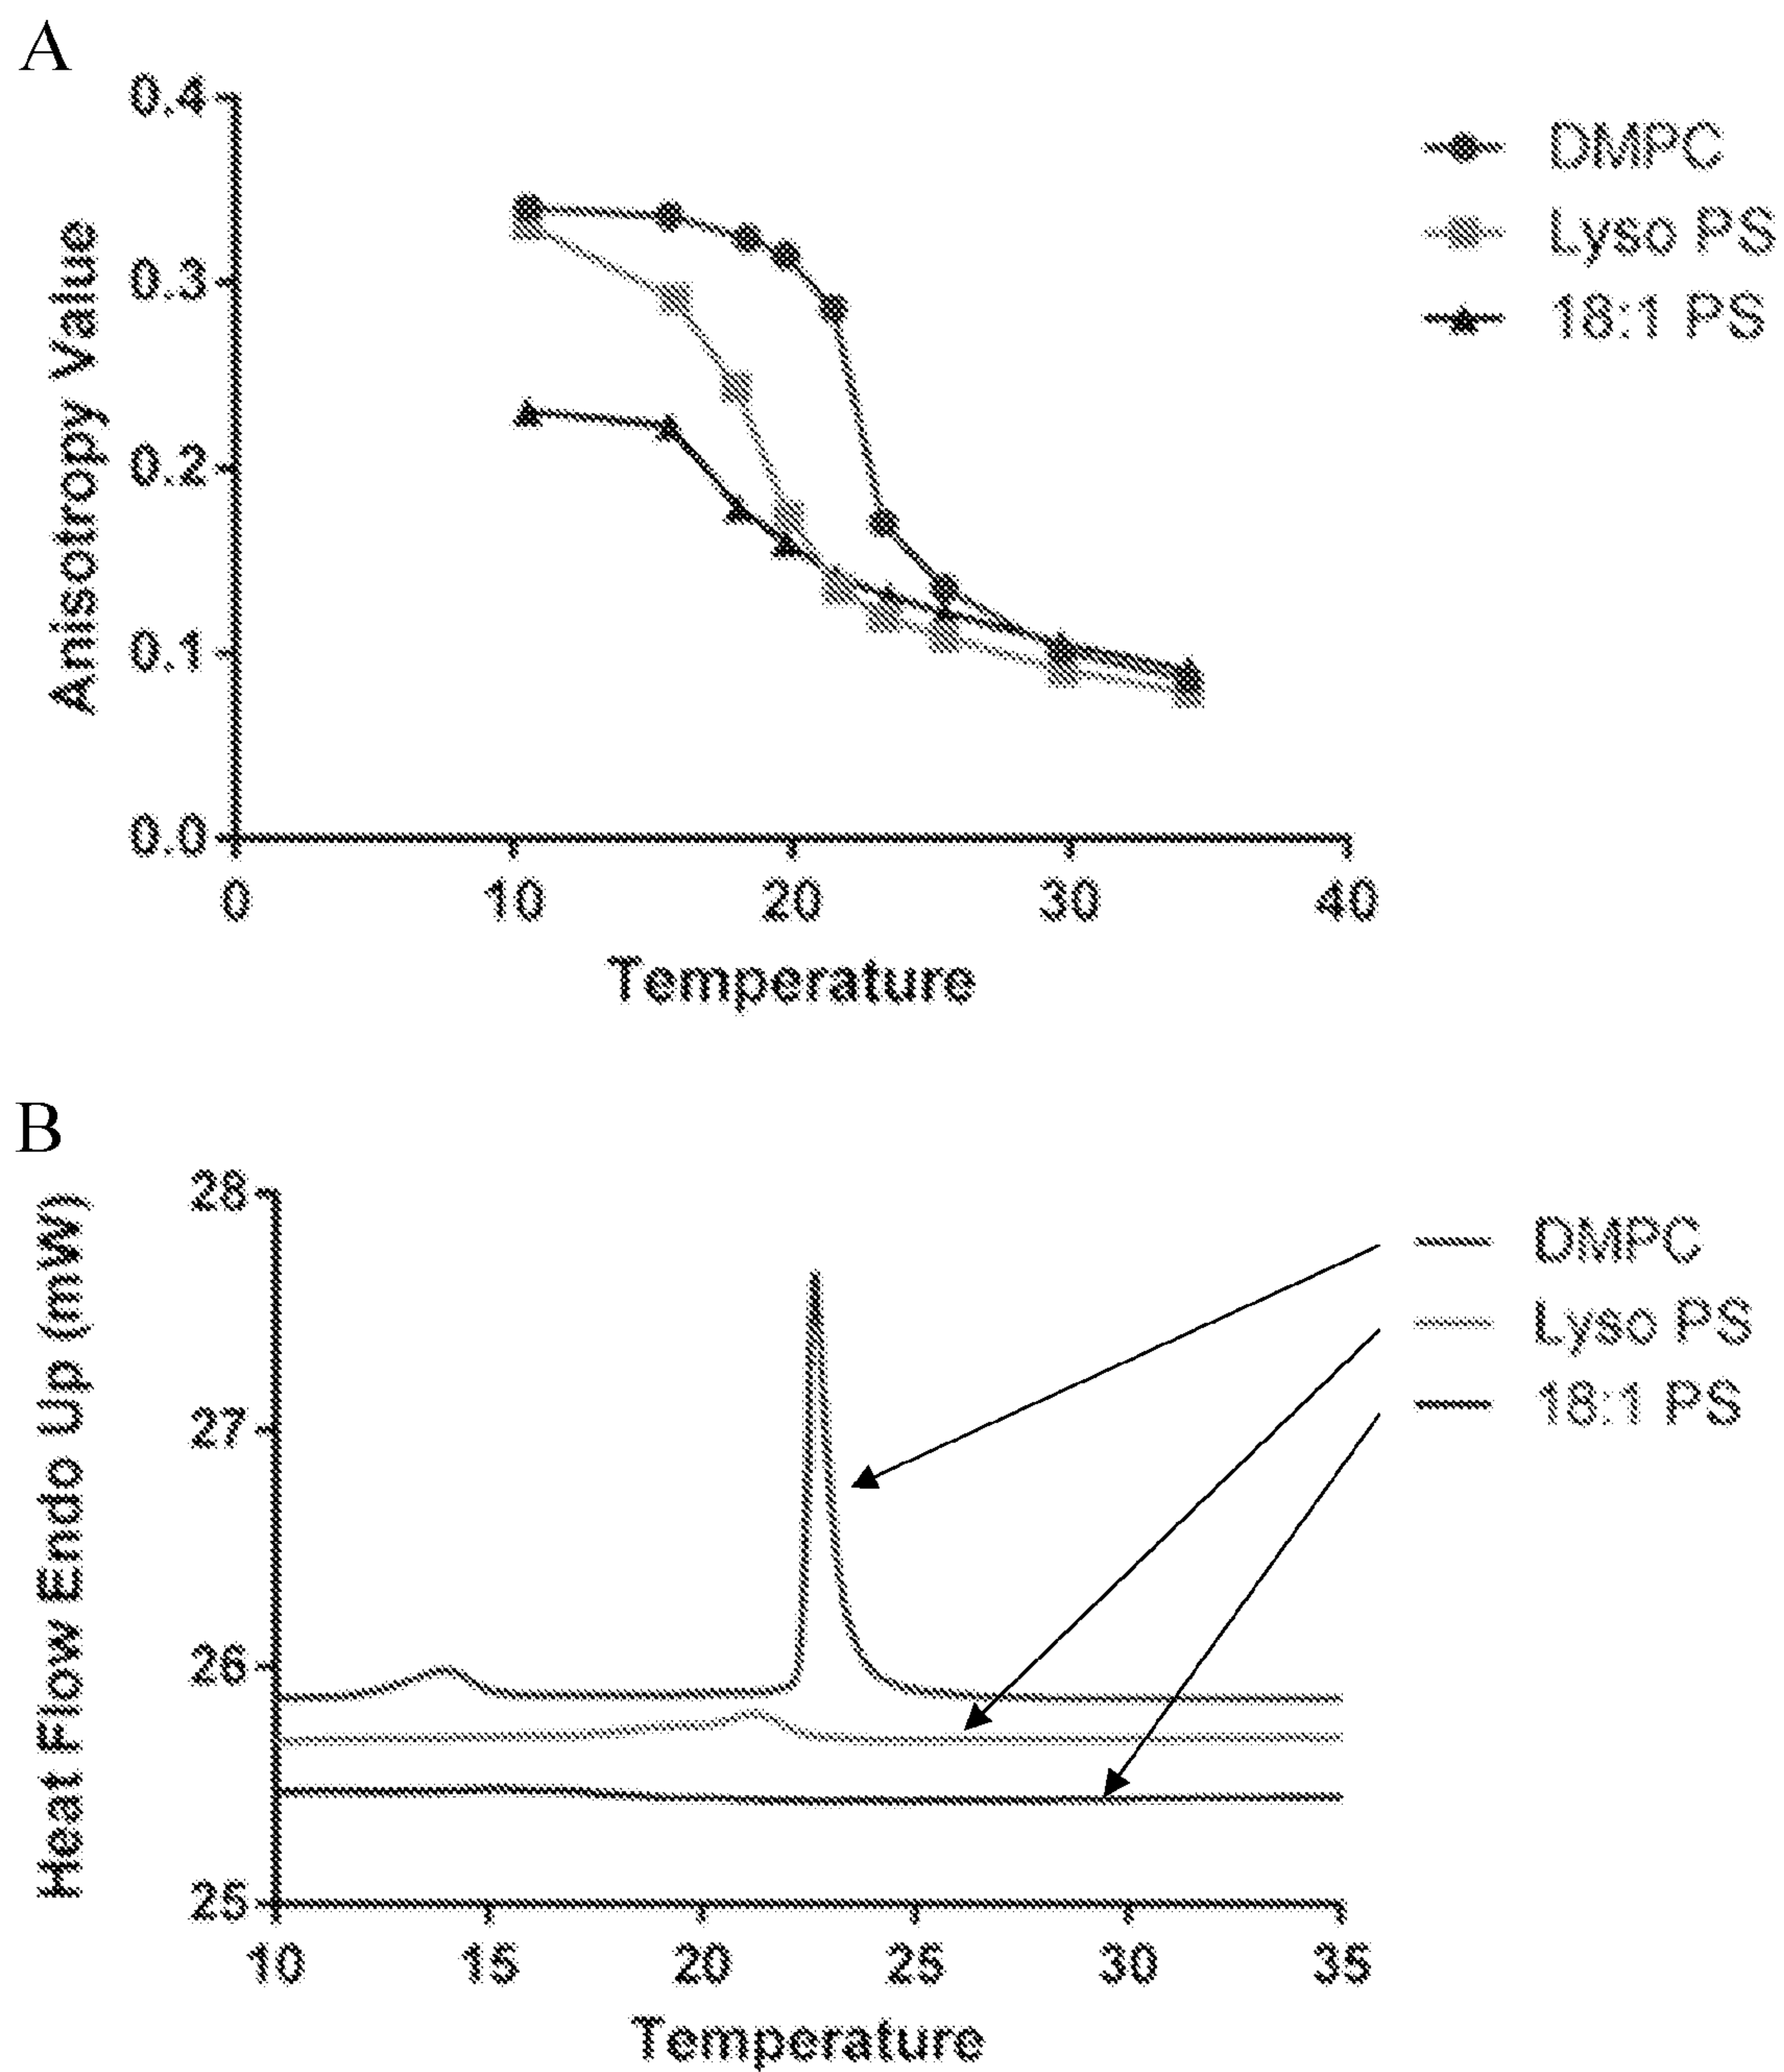 A
0.4
0.3
0.2
0.1
0.0
Anisotropy Value
0 10 20 30 40
Temperature
DMPC
Lyso PS
18:1 PS
B
28
27
26
25
Heat Flow Endo Up (mW)
10 15 20 25 30 35
Temperature
DMPC
Lyso PS
18:1 PS